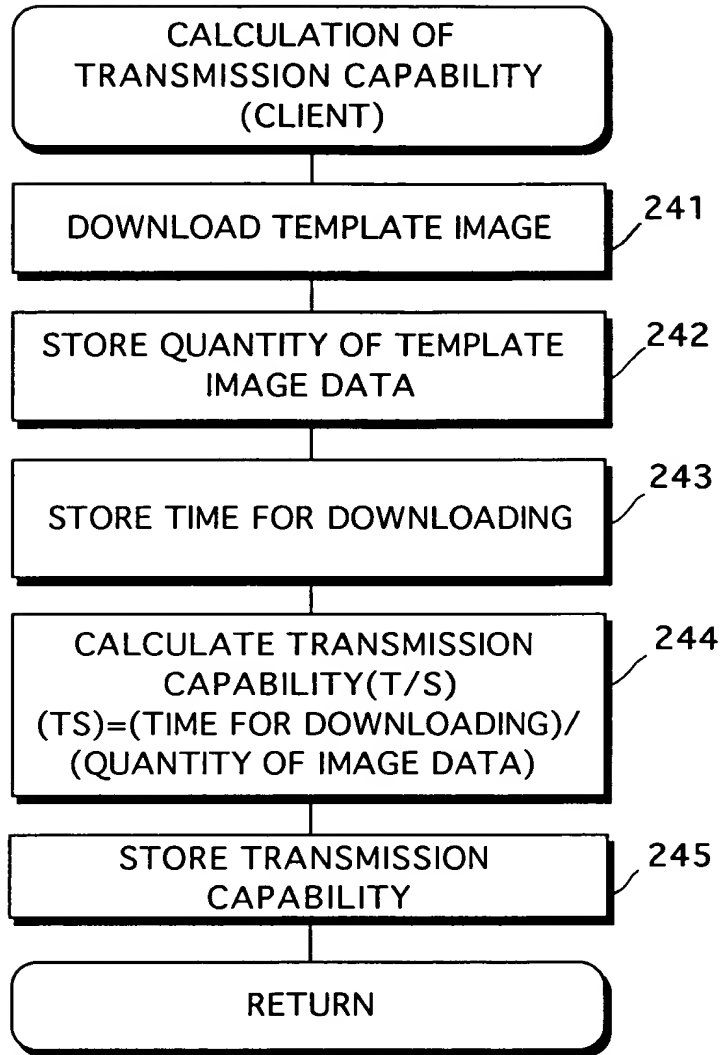 CALCULATION OF
TRANSMISSION CAPABILITY
(CLIENT)
DOWNLOAD TEMPLATE IMAGE
241
STORE QUANTITY OF TEMPLATE
IMAGE DATA
242
STORE TIME FOR DOWNLOADING
243
CALCULATE TRANSMISSION
CAPABILITY(T/S)
(TS)=(TIME FOR DOWNLOADING)/
(QUANTITY OF IMAGE DATA)
244
STORE TRANSMISSION
CAPABILITY
245
RETURN